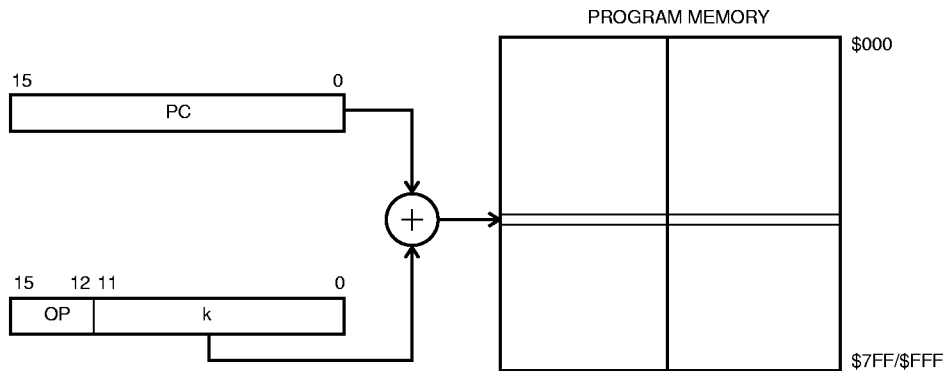 PROGRAM MEMORY
$000
15 0
PC
+
15 12 11 0
OP k
$7FF/$FFF